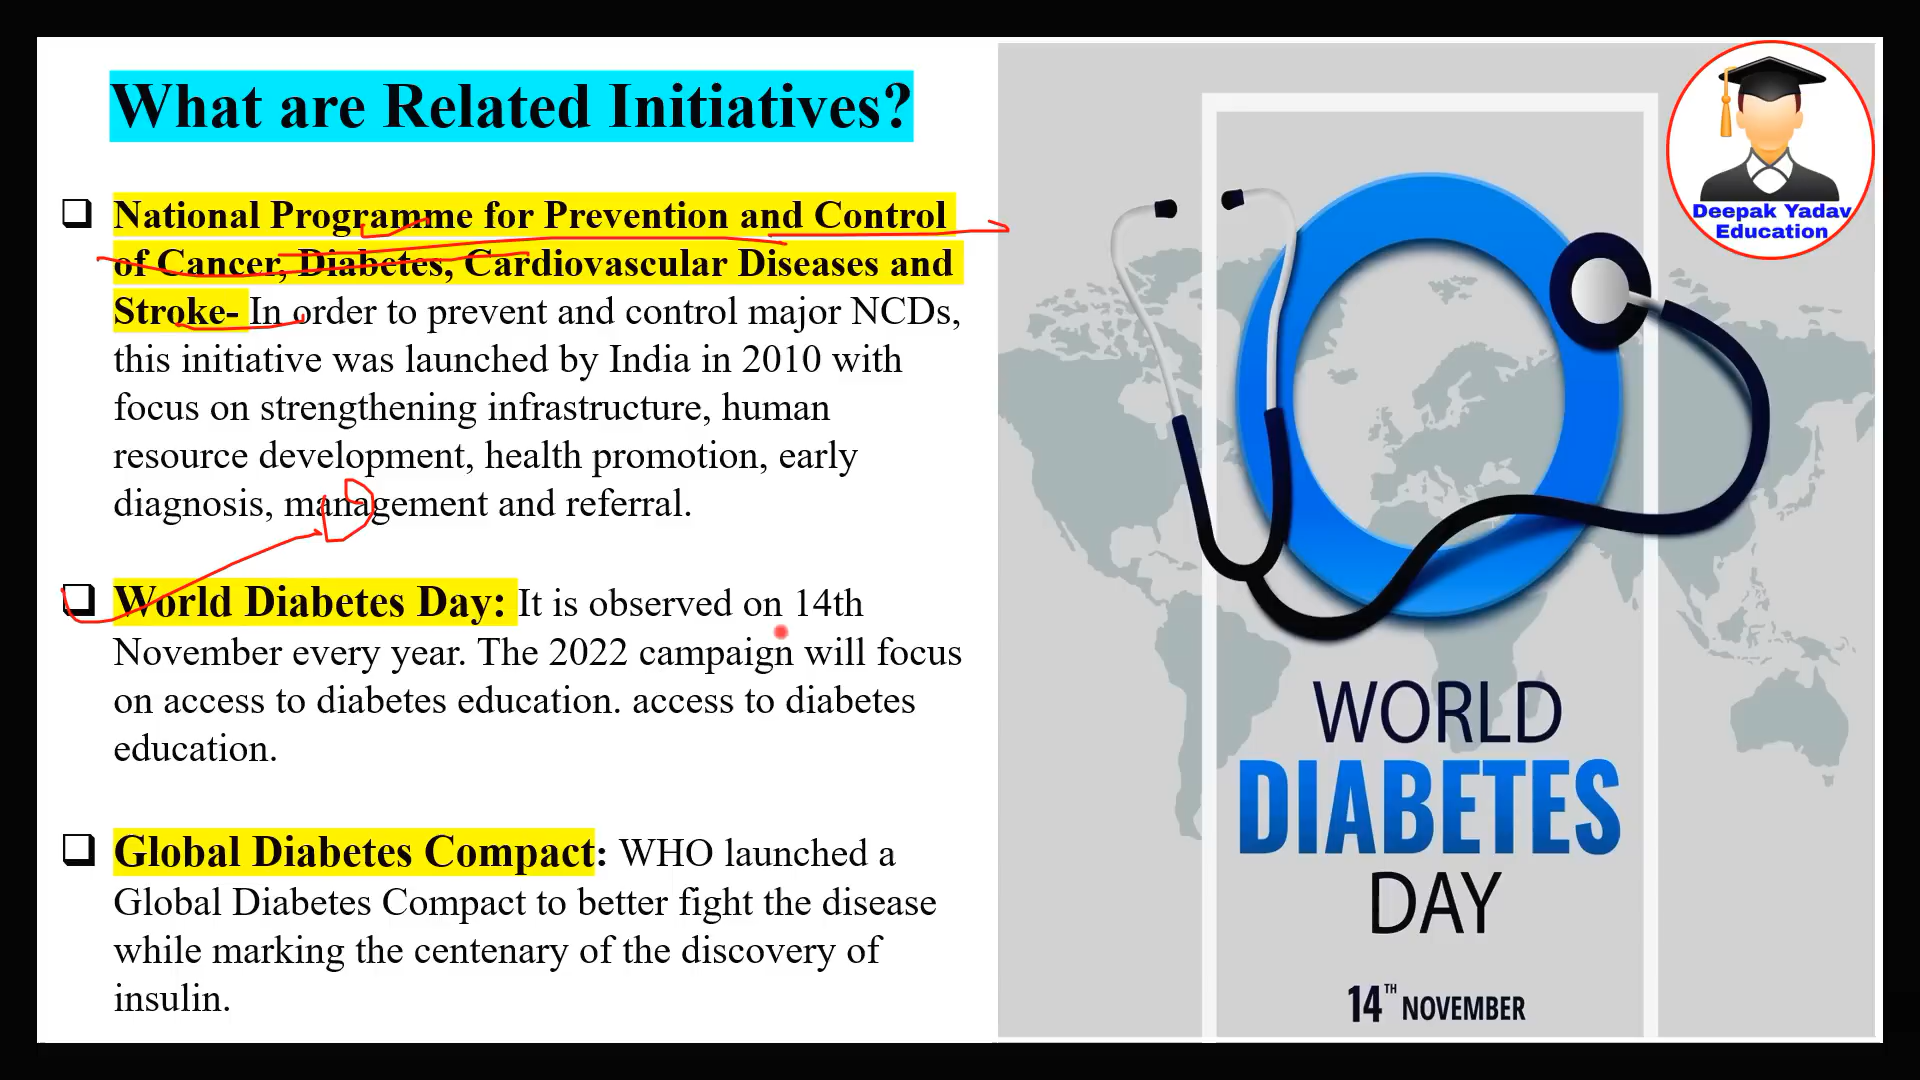 What are Related Initiatives?
National Programme for Prevention and Control
of Cancer, Diabetes, Cardiovascular Diseases and
Stroke- In order to prevent and control major NCDs,
this initiative was launched by India in 2010 with
focus on strengthening infrastructure, human
resource development, health promotion, early
diagnosis, management and referral.
World Diabetes Day: It is observed on 14th
November every year. The 2022 campaign will focus
on access to diabetes education. access to diabetes
education.
Global Diabetes Compact: WHO launched a
Global Diabetes Compact to better fight the disease
while marking the centenary of the discovery of
insulin.
Deepak Yadav
Education
WORLD
DIABETES
DAY
14TH NOVEMBER